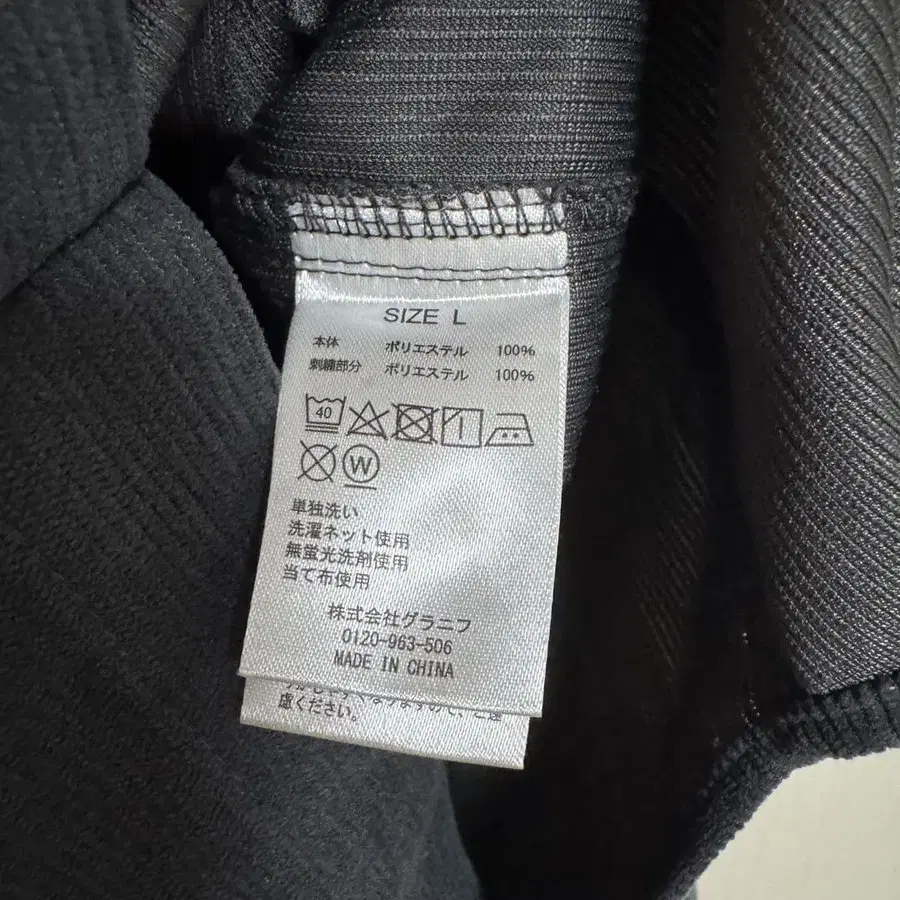 SIZE L
本体 ポリエステル 100%
刺繍部分 ポリエステル 100%
40
W
単独洗い
洗濯ネット使用
無蛍光洗剤使用
当て布使用
株式会社グラニフ
0120-963-506
MADE IN CHINA
慮ください。